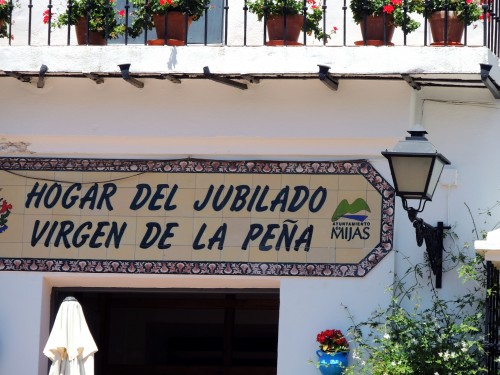 HOGAR DEL JUBILADO
VIRGEN DE LA PEÑA
AYUNTAMIENTO
MIJAS